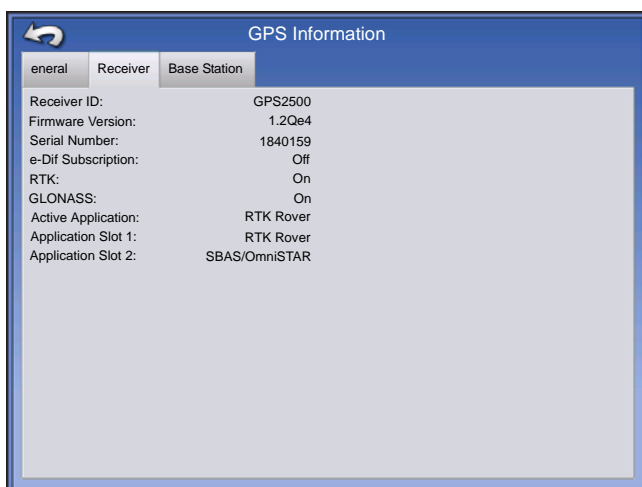 GPS Information
eneral Receiver Base Station
Receiver ID: GPS2500
Firmware Version: 1.2Qe4
Serial Number: 1840159
e-Dif Subscription: Off
RTK: On
GLONASS: On
Active Application: RTK Rover
Application Slot 1: RTK Rover
Application Slot 2: SBAS/OmniSTAR